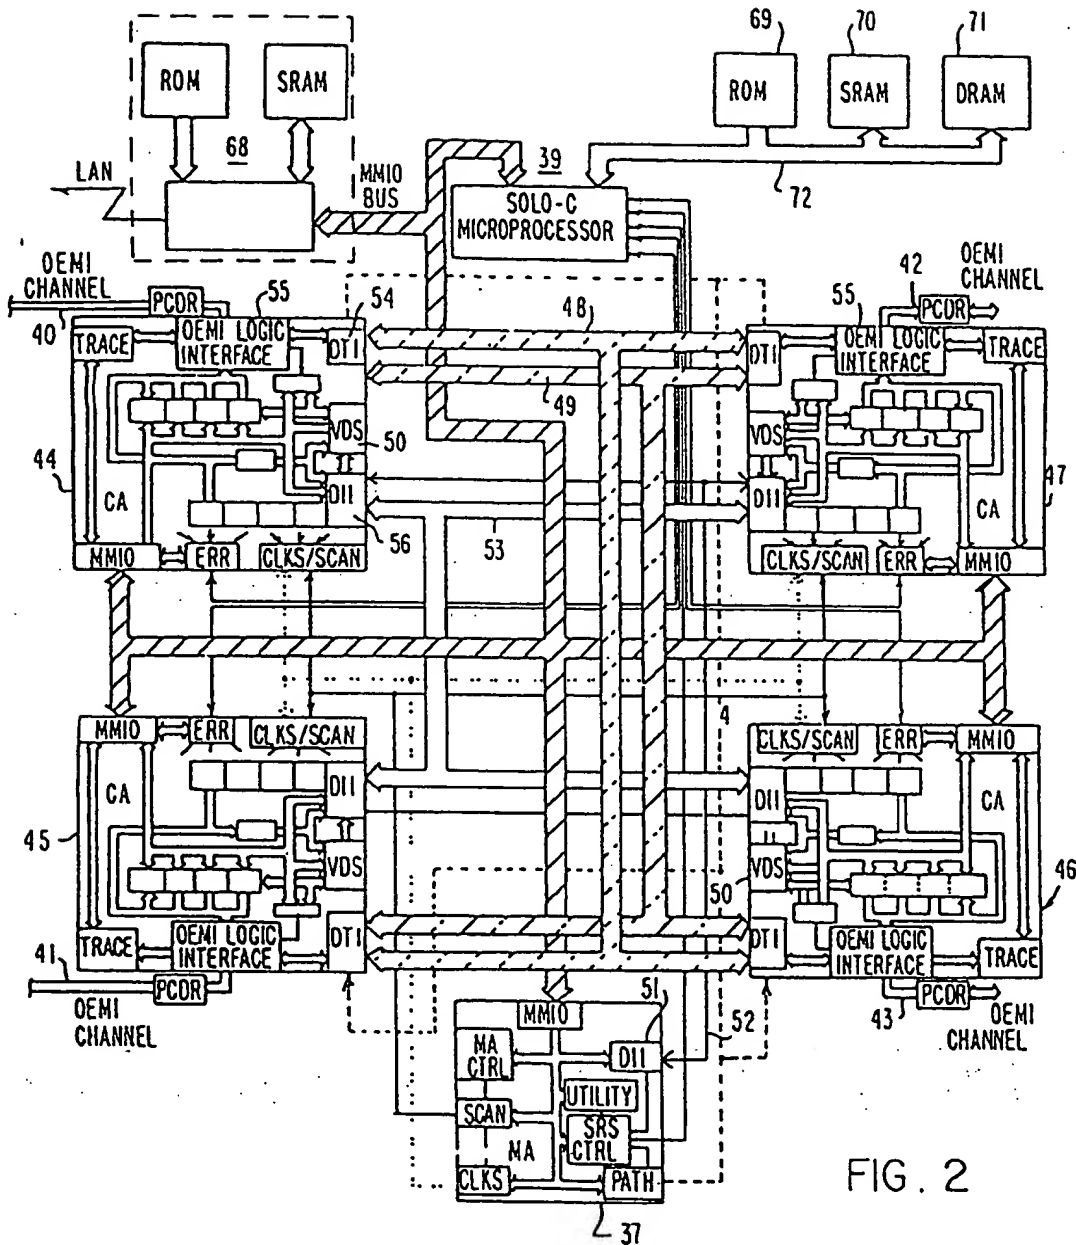 69
70
71
ROM
SRAM
ROM
SRAM
DRAM
68
39
72
LAN
MMIO
BUS
SOLO-C
MICROPROCESSOR
OEMI
CHANNEL
40
PCDR
55
54
48
42
OEMI
CHANNEL
PCDR
55
TRACE
OEMI LOGIC
INTERFACE
DTI
49
DTI
OEMI LOGIC
INTERFACE
TRACE
VDS
50
VDS
44
CA
DII
56
53
DII
CA
47
MMIO
ERR
CLKS/SCAN
CLKS/SCAN
ERR
MMIO
4
MMIO
ERR
CLKS/SCAN
CLKS/SCAN
ERR
MMIO
CA
DII
DII
CA
45
VDS
VDS
50
46
TRACE
OEMI LOGIC
INTERFACE
DTI
DTI
OEMI LOGIC
INTERFACE
TRACE
41
PCDR
OEMI
CHANNEL
43
PCDR
OEMI
CHANNEL
51
52
MMIO
MA
CTRL
DII
UTILITY
SCAN
SRS
CTRL
MA
CLKS
PATH
37
FIG. 2